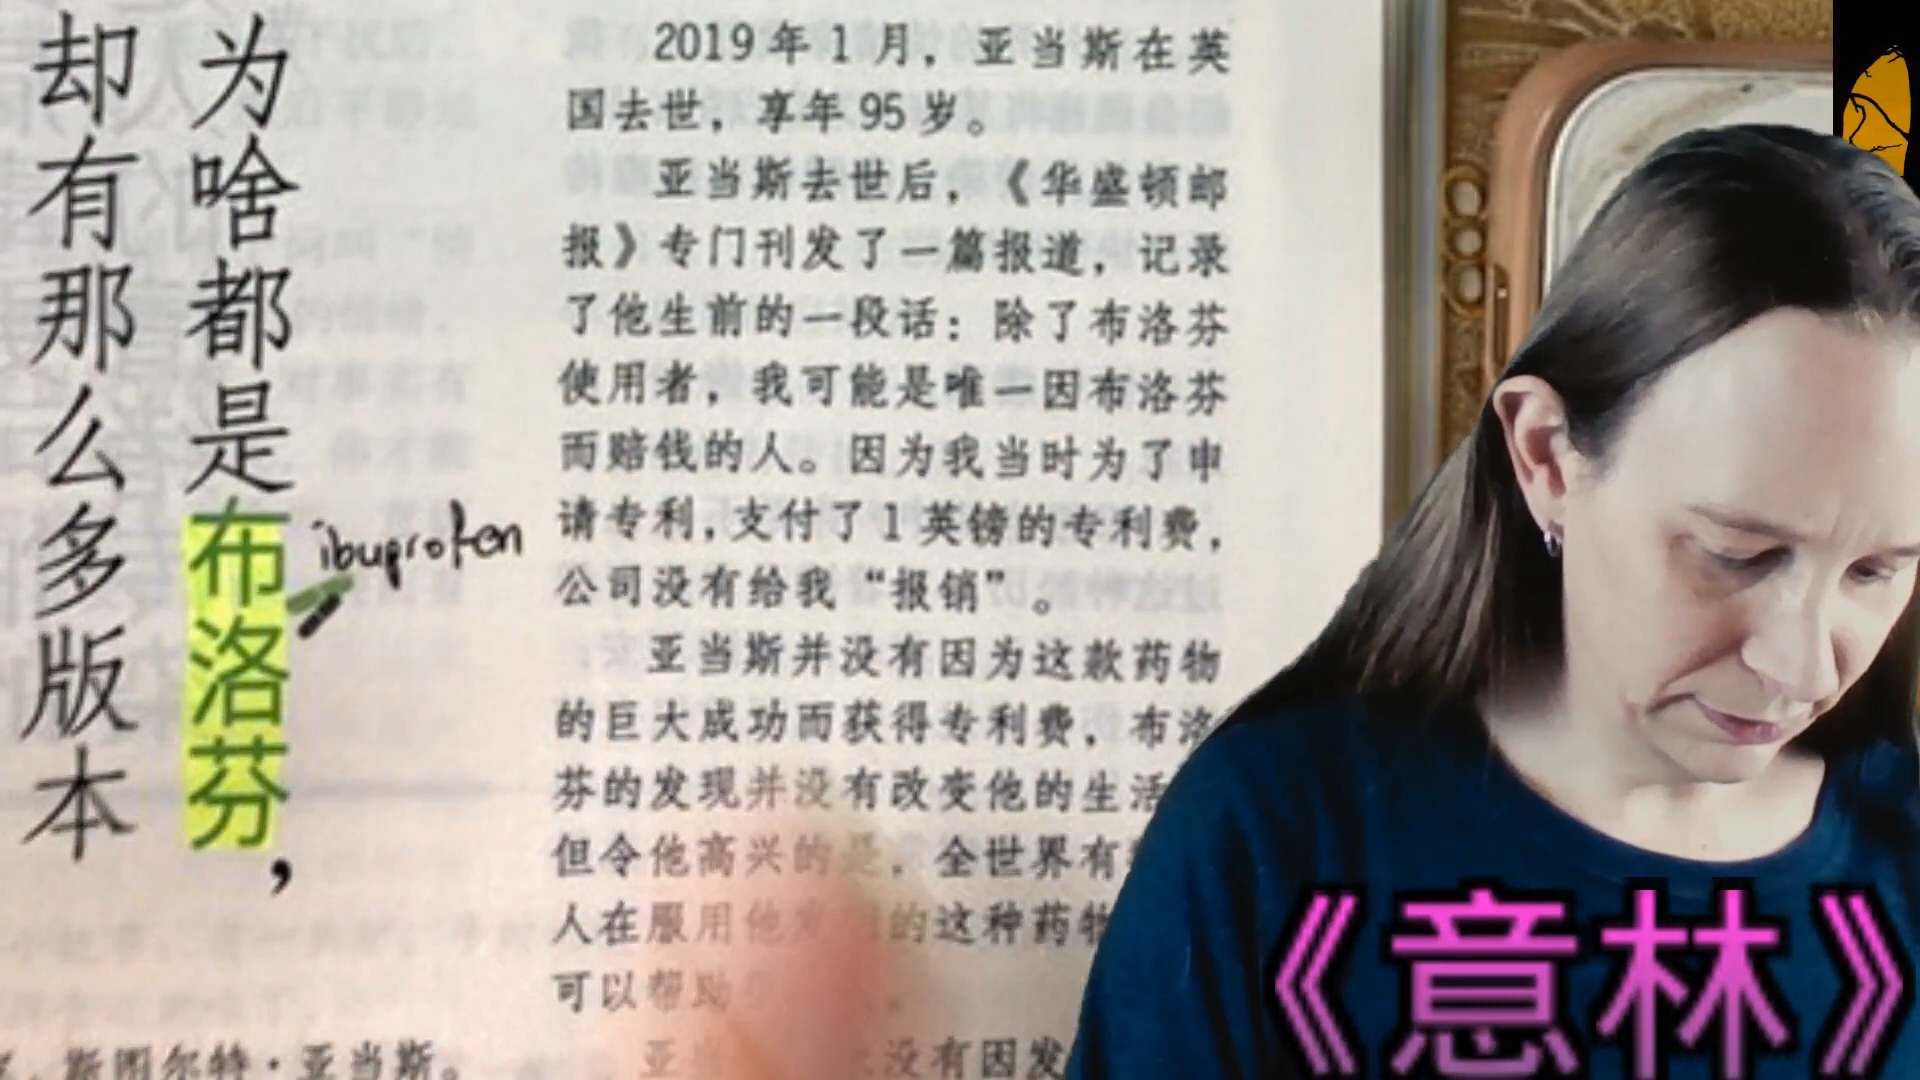 为啥都是布洛芬，
却有那么多版本
ibuprofen
2019年1月，亚当斯在英
国去世，享年95岁。
亚当斯去世后，《华盛顿邮
报》专门刊发了一篇报道，记录
了他生前的一段话：除了布洛芬
使用者，我可能是唯一因布洛芬
而赔钱的人。因为我当时为了申
请专利，支付了1英镑的专利费，
公司没有给我“报销”。
亚当斯并没有因为这款药物
的巨大成功而获得专利费，布洛
芬的发现并没有改变他的生活
但令他高兴的是，全世界有
人在服用他发的这种药物
可以帮助
亚没有因发
斯图尔特·亚当斯。
《意林》